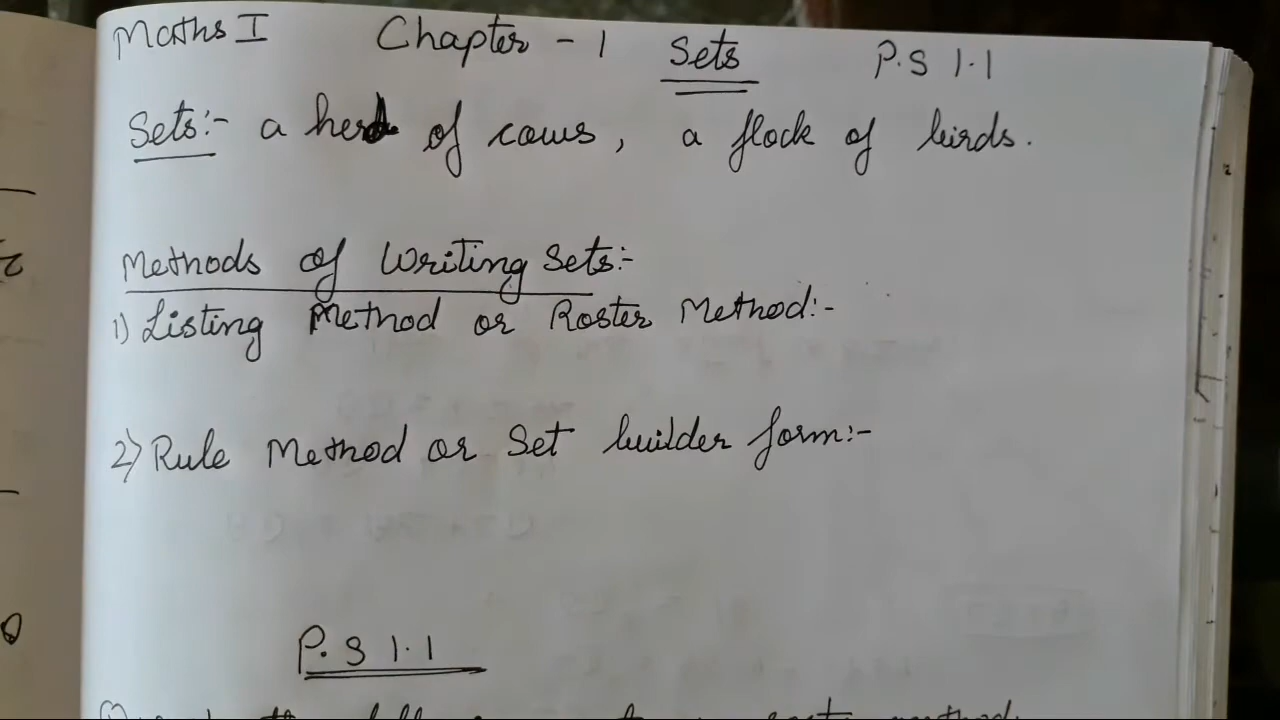 Maths I Chapter - 1 Sets P.S 1.1
Sets:- a herd of cows, a flock of birds.
Methods of Writing Sets:-
1) Listing Method or Roster Method:-
2) Rule Method or Set builder form:-
P.S 1.1
method